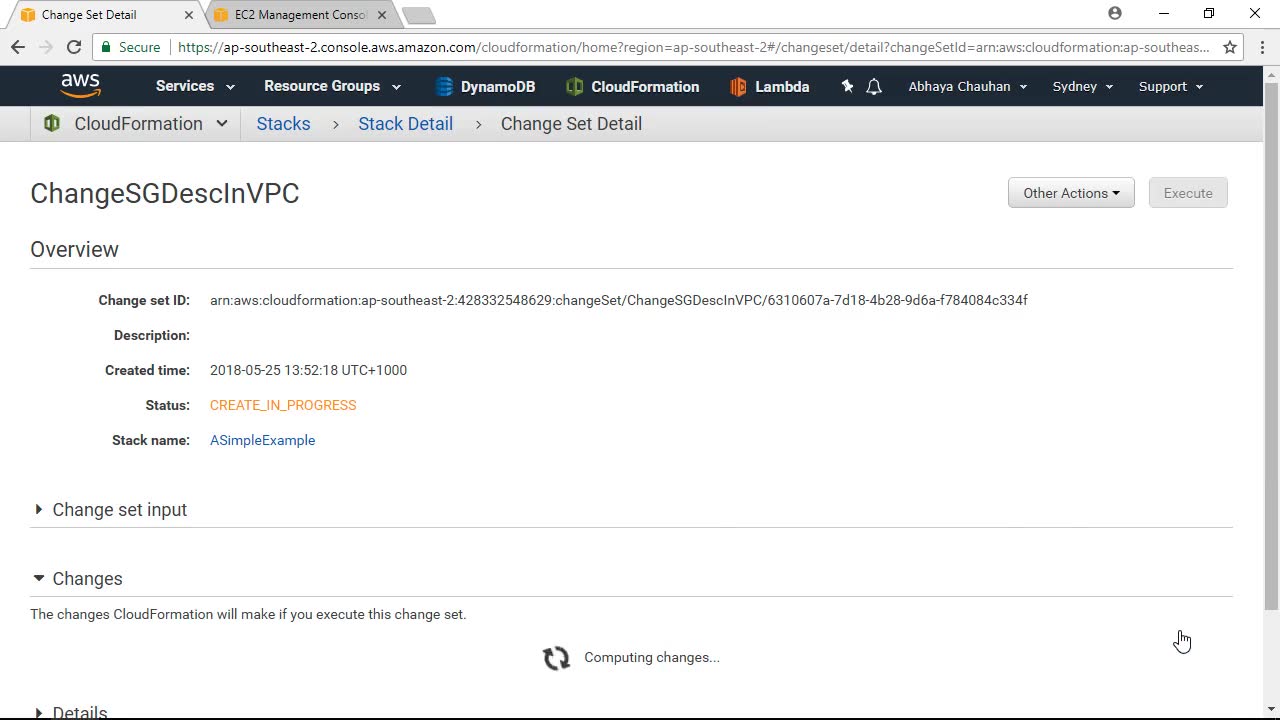 Change Set Detail
EC2 Management Conso
Secure
https://ap-southeast-2.console.aws.amazon.com/cloudformation/home?region=ap-southeast-2#/changeset/detail?changeSetId=arn:aws:cloudformation:ap-southeas...
aws
Services
Resource Groups
DynamoDB
CloudFormation
Lambda
Abhaya Chauhan
Sydney
Support
CloudFormation
Stacks
Stack Detail
Change Set Detail
ChangeSGDescInVPC
Other Actions
Execute
Overview
Change set ID: arn:aws:cloudformation:ap-southeast-2:428332548629:changeSet/ChangeSGDescInVPC/6310607a-7d18-4b28-9d6a-f784084c334f
Description:
Created time: 2018-05-25 13:52:18 UTC+1000
Status: CREATE_IN_PROGRESS
Stack name: ASimpleExample
Change set input
Changes
The changes CloudFormation will make if you execute this change set.
Computing changes...
Details